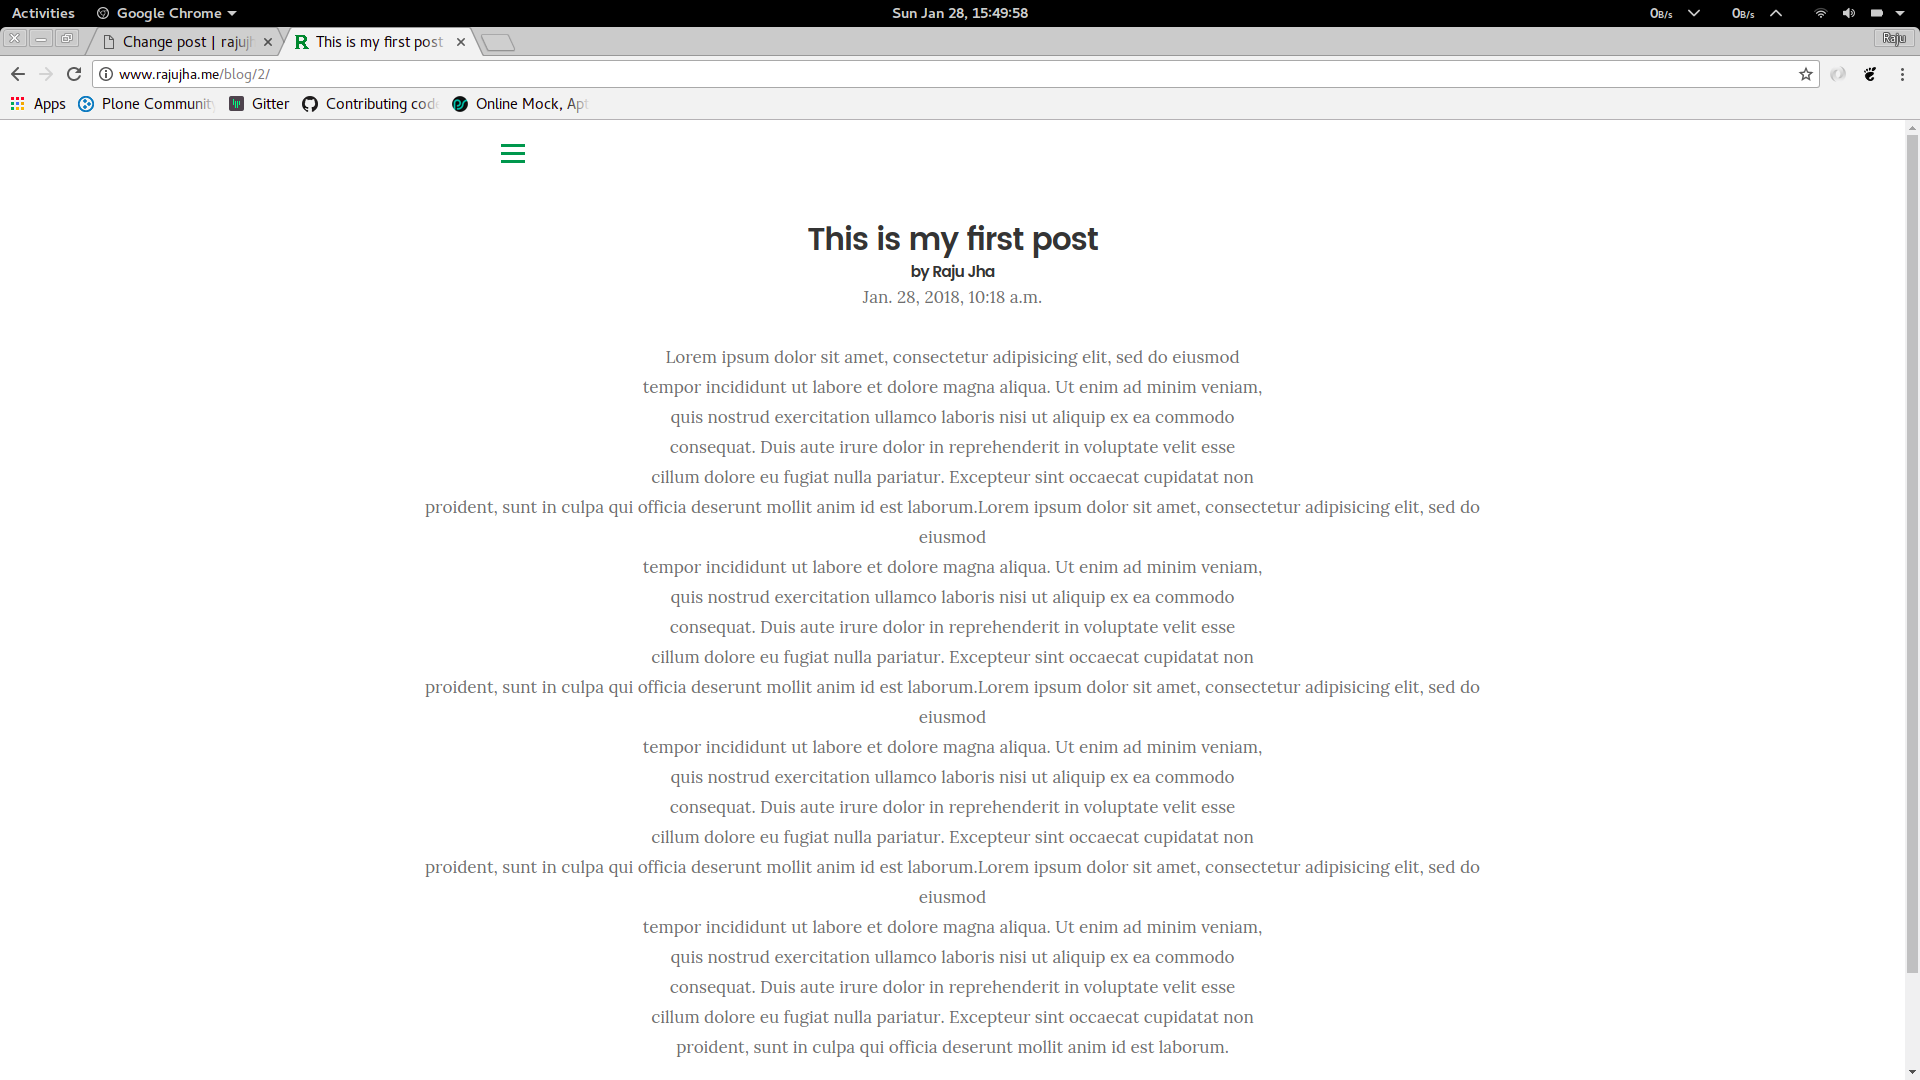 Activities Google Chrome Sun Jan 28, 15:49:58 0B/s 0B/s
Change post | rajujh This is my first post Raju
www.rajujha.me/blog/2/
Apps Plone Community Gitter Contributing code Online Mock, Apt
This is my first post
by Raju Jha
Jan. 28, 2018, 10:18 a.m.
Lorem ipsum dolor sit amet, consectetur adipisicing elit, sed do eiusmod
tempor incididunt ut labore et dolore magna aliqua. Ut enim ad minim veniam,
quis nostrud exercitation ullamco laboris nisi ut aliquip ex ea commodo
consequat. Duis aute irure dolor in reprehenderit in voluptate velit esse
cillum dolore eu fugiat nulla pariatur. Excepteur sint occaecat cupidatat non
proident, sunt in culpa qui officia deserunt mollit anim id est laborum.Lorem ipsum dolor sit amet, consectetur adipisicing elit, sed do
eiusmod
tempor incididunt ut labore et dolore magna aliqua. Ut enim ad minim veniam,
quis nostrud exercitation ullamco laboris nisi ut aliquip ex ea commodo
consequat. Duis aute irure dolor in reprehenderit in voluptate velit esse
cillum dolore eu fugiat nulla pariatur. Excepteur sint occaecat cupidatat non
proident, sunt in culpa qui officia deserunt mollit anim id est laborum.Lorem ipsum dolor sit amet, consectetur adipisicing elit, sed do
eiusmod
tempor incididunt ut labore et dolore magna aliqua. Ut enim ad minim veniam,
quis nostrud exercitation ullamco laboris nisi ut aliquip ex ea commodo
consequat. Duis aute irure dolor in reprehenderit in voluptate velit esse
cillum dolore eu fugiat nulla pariatur. Excepteur sint occaecat cupidatat non
proident, sunt in culpa qui officia deserunt mollit anim id est laborum.Lorem ipsum dolor sit amet, consectetur adipisicing elit, sed do
eiusmod
tempor incididunt ut labore et dolore magna aliqua. Ut enim ad minim veniam,
quis nostrud exercitation ullamco laboris nisi ut aliquip ex ea commodo
consequat. Duis aute irure dolor in reprehenderit in voluptate velit esse
cillum dolore eu fugiat nulla pariatur. Excepteur sint occaecat cupidatat non
proident, sunt in culpa qui officia deserunt mollit anim id est laborum.